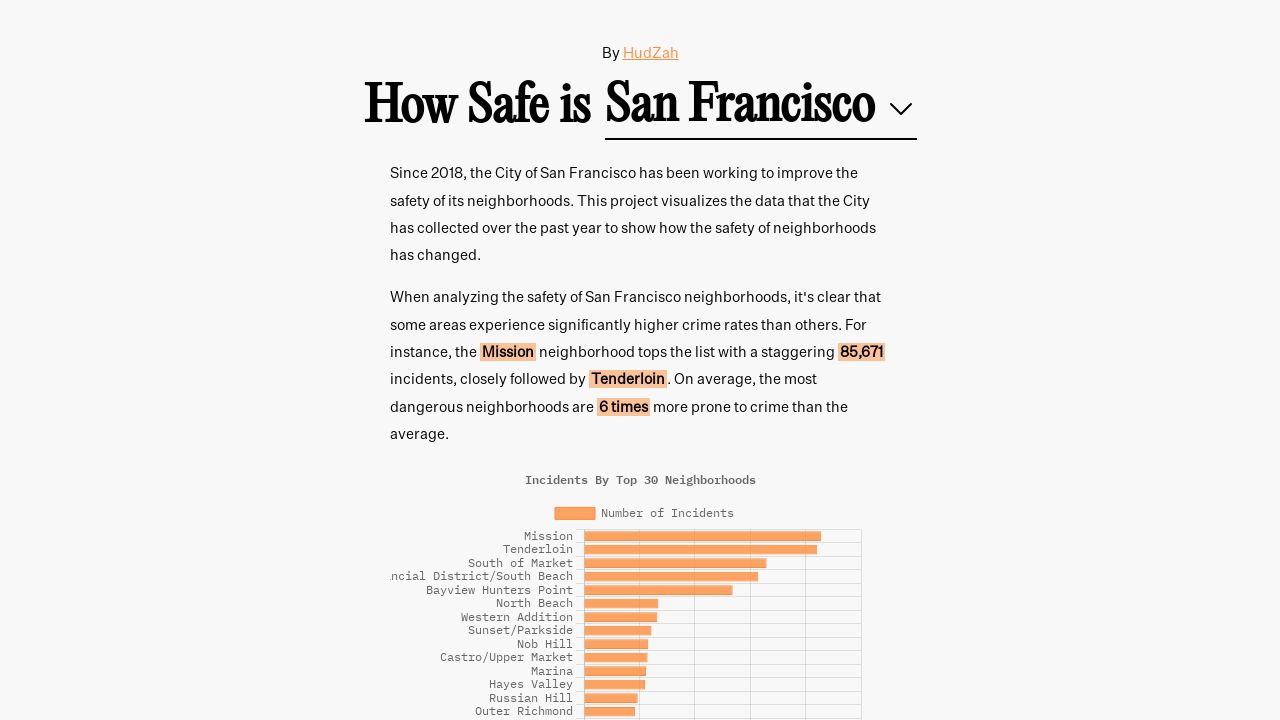 By HudZah
How Safe is San Francisco
Since 2018, the City of San Francisco has been working to improve the
safety of its neighborhoods. This project visualizes the data that the City
has collected over the past year to show how the safety of neighborhoods
has changed.
When analyzing the safety of San Francisco neighborhoods, it's clear that
some areas experience significantly higher crime rates than others. For
instance, the Mission neighborhood tops the list with a staggering 85,671
incidents, closely followed by Tenderloin. On average, the most
dangerous neighborhoods are 6 times more prone to crime than the
average.
Incidents By Top 30 Neighborhoods
Number of Incidents
Mission
Tenderloin
South of Market
ncial District/South Beach
Bayview Hunters Point
North Beach
Western Addition
Sunset/Parkside
Nob Hill
Castro/Upper Market
Marina
Hayes Valley
Russian Hill
Outer Richmond